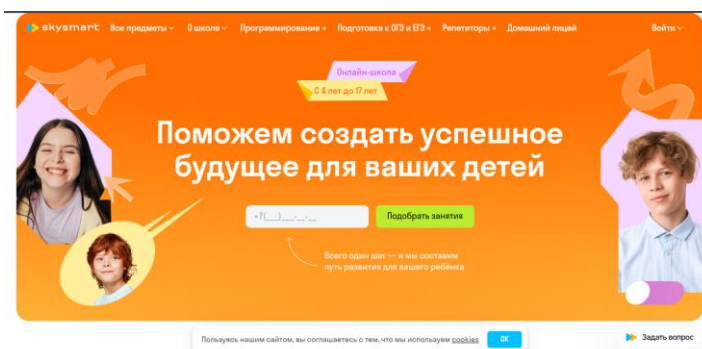 skysmart Все предметы О школе Программирование Подготовка к ОГЭ и ЕГЭ Репетиторы Домашний лицей Войти
Онлайн-школа
С 4 лет до 17 лет
Поможем создать успешное
будущее для ваших детей
+7(___)___-__-__ Подобрать занятия
Всего один шаг — и мы составим
путь развития для вашего ребёнка
Пользуясь нашим сайтом, вы соглашаетесь с тем, что мы используем cookies ОК
Задать вопрос